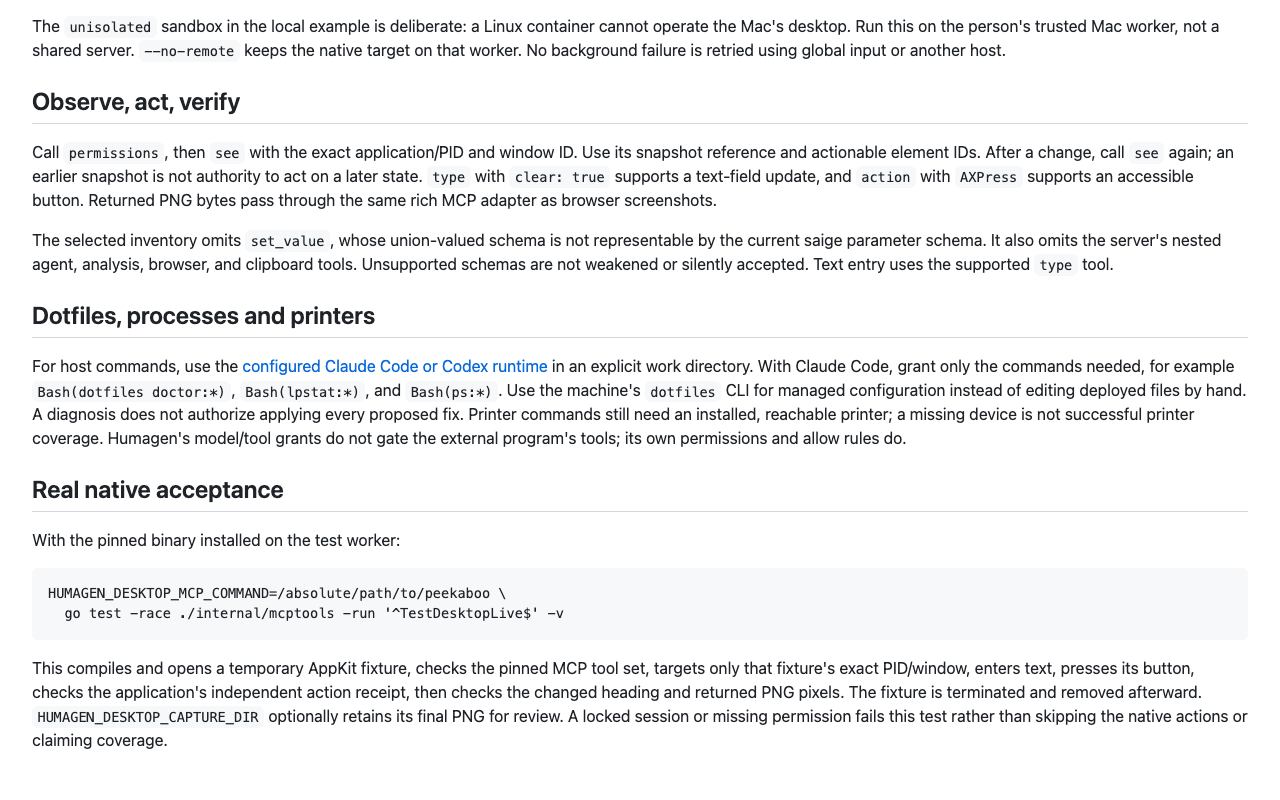 The unisolated sandbox in the local example is deliberate: a Linux container cannot operate the Mac's desktop. Run this on the person's trusted Mac worker, not a
shared server. --no-remote keeps the native target on that worker. No background failure is retried using global input or another host.
Observe, act, verify
Call permissions, then see with the exact application/PID and window ID. Use its snapshot reference and actionable element IDs. After a change, call see again; an
earlier snapshot is not authority to act on a later state. type with clear: true supports a text-field update, and action with AXPress supports an accessible
button. Returned PNG bytes pass through the same rich MCP adapter as browser screenshots.
The selected inventory omits set_value, whose union-valued schema is not representable by the current saige parameter schema. It also omits the server's nested
agent, analysis, browser, and clipboard tools. Unsupported schemas are not weakened or silently accepted. Text entry uses the supported type tool.
Dotfiles, processes and printers
For host commands, use the configured Claude Code or Codex runtime in an explicit work directory. With Claude Code, grant only the commands needed, for example
Bash(dotfiles doctor:*), Bash(lpstat:*), and Bash(ps:*). Use the machine's dotfiles CLI for managed configuration instead of editing deployed files by hand.
A diagnosis does not authorize applying every proposed fix. Printer commands still need an installed, reachable printer; a missing device is not successful printer
coverage. Humagen's model/tool grants do not gate the external program's tools; its own permissions and allow rules do.
Real native acceptance
With the pinned binary installed on the test worker:
HUMAGEN_DESKTOP_MCP_COMMAND=/absolute/path/to/peekaboo \
go test -race ./internal/mcptools -run '^TestDesktopLive$' -v
This compiles and opens a temporary AppKit fixture, checks the pinned MCP tool set, targets only that fixture's exact PID/window, enters text, presses its button,
checks the application's independent action receipt, then checks the changed heading and returned PNG pixels. The fixture is terminated and removed afterward.
HUMAGEN_DESKTOP_CAPTURE_DIR optionally retains its final PNG for review. A locked session or missing permission fails this test rather than skipping the native actions or
claiming coverage.